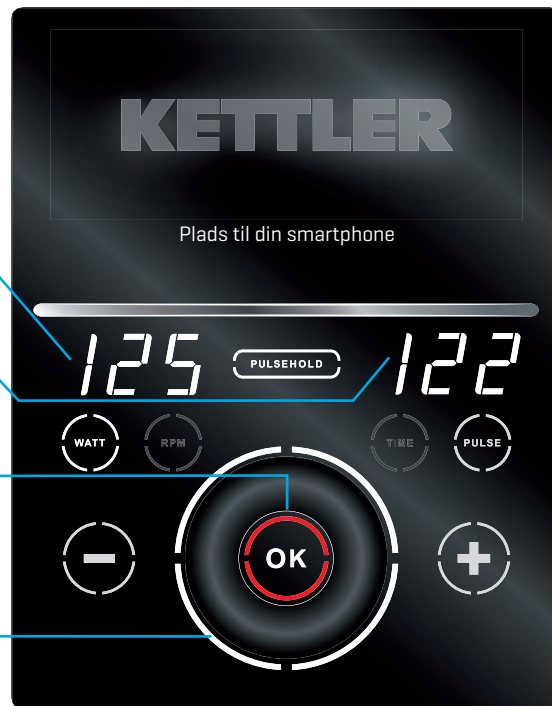 KETTLER
Plads til din smartphone
125 PULSEHOLD 122
WATT RPM TIME PULSE
− OK +